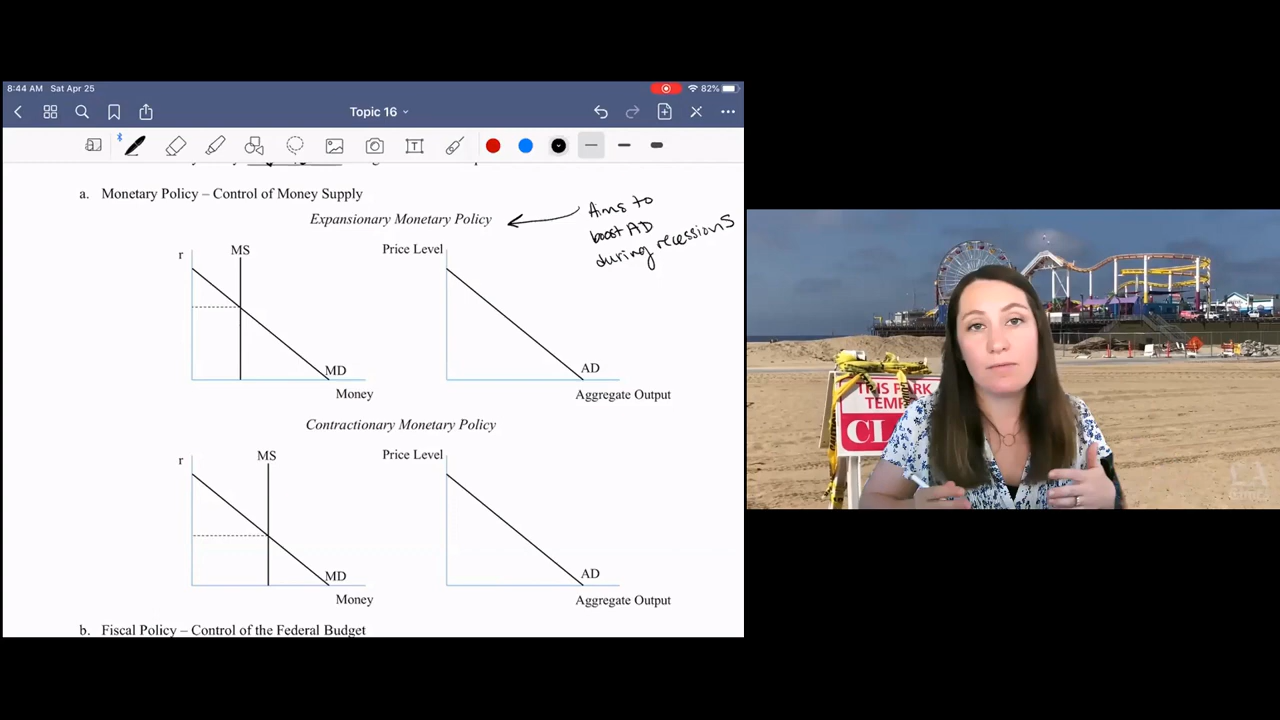 8:44 AM Sat Apr 25
82%
Topic 16
T
a. Monetary Policy – Control of Money Supply
Expansionary Monetary Policy
Aims to
boost AD
during recessions
r
MS
MD
Money
Price Level
AD
Aggregate Output
Contractionary Monetary Policy
r
MS
MD
Money
Price Level
AD
Aggregate Output
b. Fiscal Policy – Control of the Federal Budget
THIS PARK
TEMP
CL